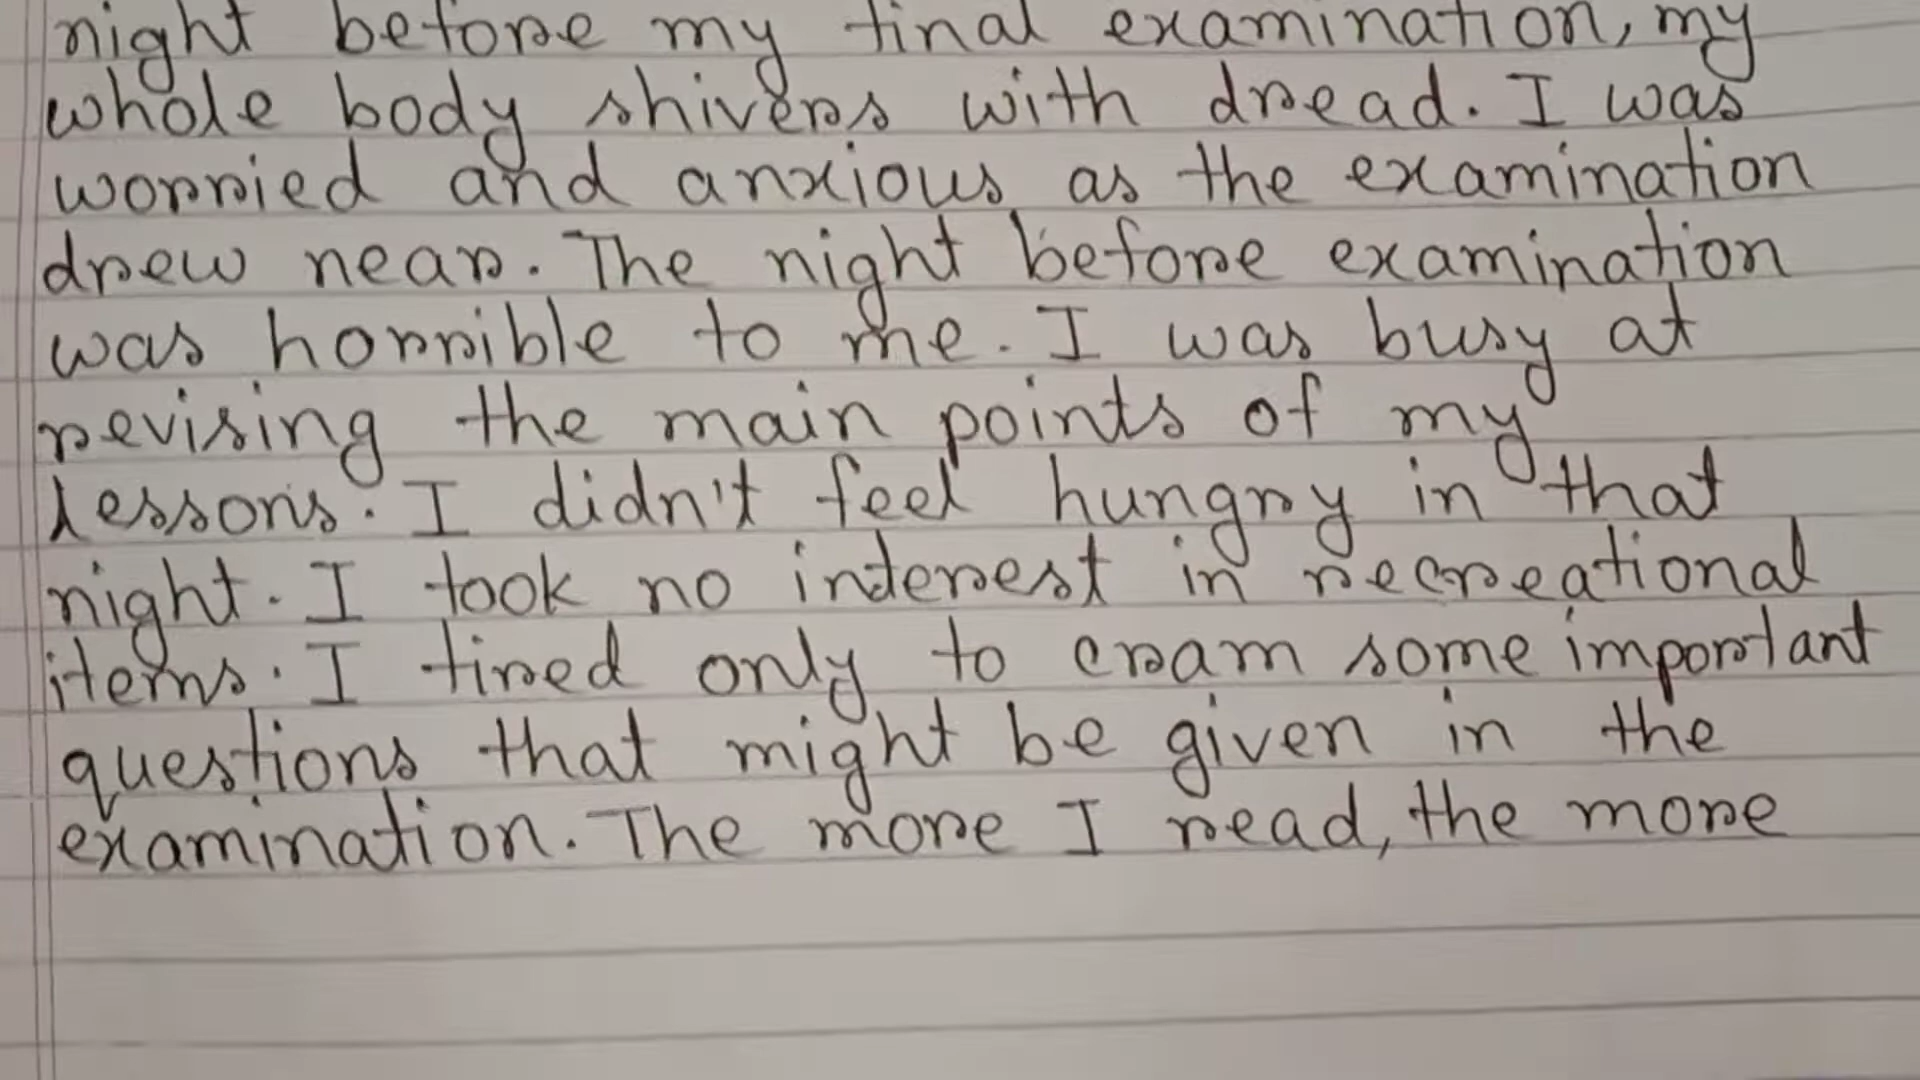 night before my final examination, my
whole body shivers with dread. I was
worried and anxious as the examination
drew near. The night before examination
was horrible to me. I was busy at
revising the main points of my
lessons. I didn't feel hungry in that
night. I took no interest in recreational
items. I tired only to cram some important
questions that might be given in the
examination. The more I read, the more